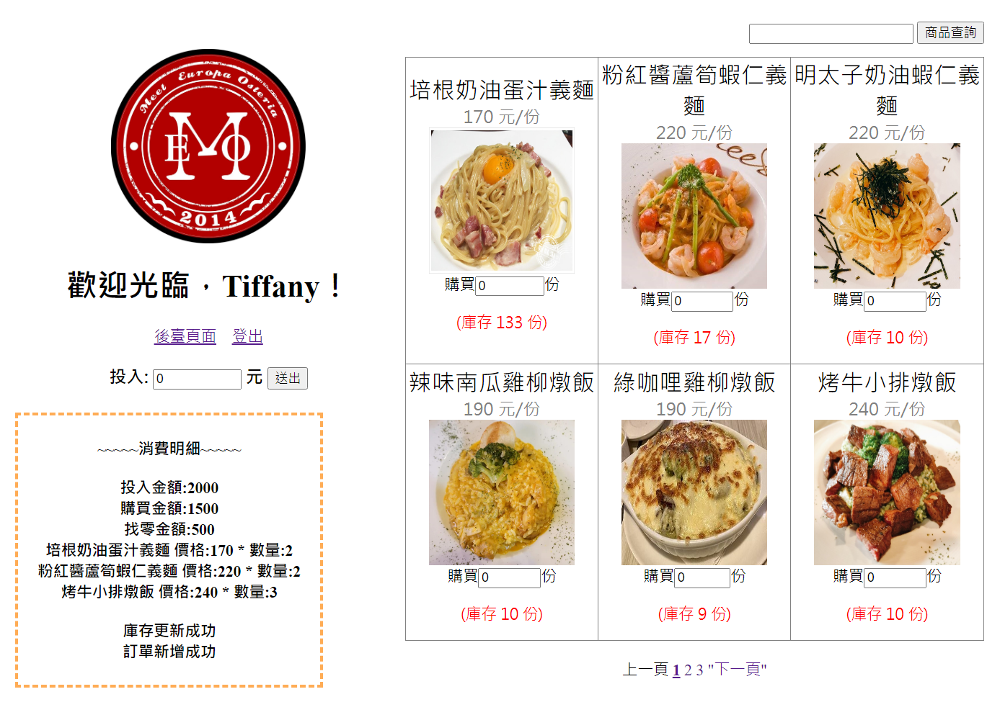 Meet Europa Osteria
EMO
2014
歡迎光臨，Tiffany！
後臺頁面 登出
投入: 0 元 送出
~~~~~消費明細~~~~~
投入金額:2000
購買金額:1500
找零金額:500
培根奶油蛋汁義麵 價格:170 * 數量:2
粉紅醬蘆筍蝦仁義麵 價格:220 * 數量:2
烤牛小排燉飯 價格:240 * 數量:3
庫存更新成功
訂單新增成功
商品查詢
培根奶油蛋汁義麵
170 元/份
購買0份
(庫存 133 份)
粉紅醬蘆筍蝦仁義
麵
220 元/份
購買0份
(庫存 17 份)
明太子奶油蝦仁義
麵
220 元/份
購買0份
(庫存 10 份)
辣味南瓜雞柳燉飯
190 元/份
購買0份
(庫存 10 份)
綠咖哩雞柳燉飯
190 元/份
購買0份
(庫存 9 份)
烤牛小排燉飯
240 元/份
購買0份
(庫存 10 份)
上一頁 1 2 3 "下一頁"